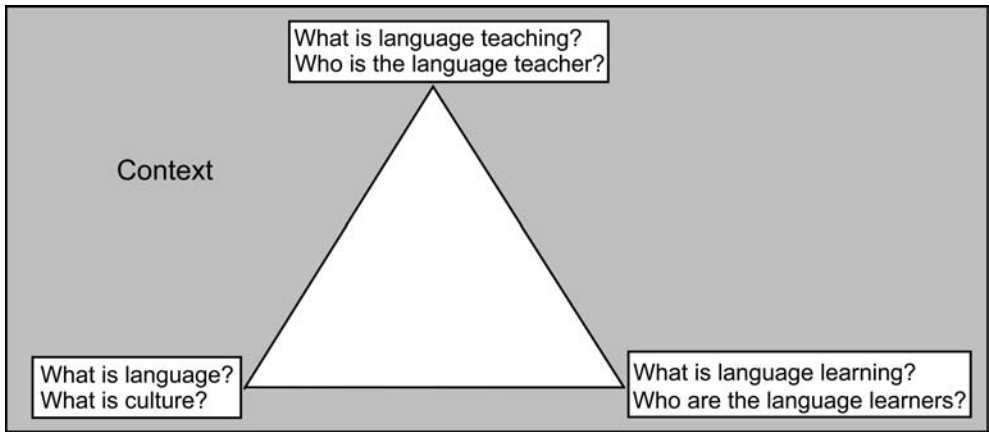 What is language teaching?
Who is the language teacher?
Context
What is language?
What is culture?
What is language learning?
Who are the language learners?